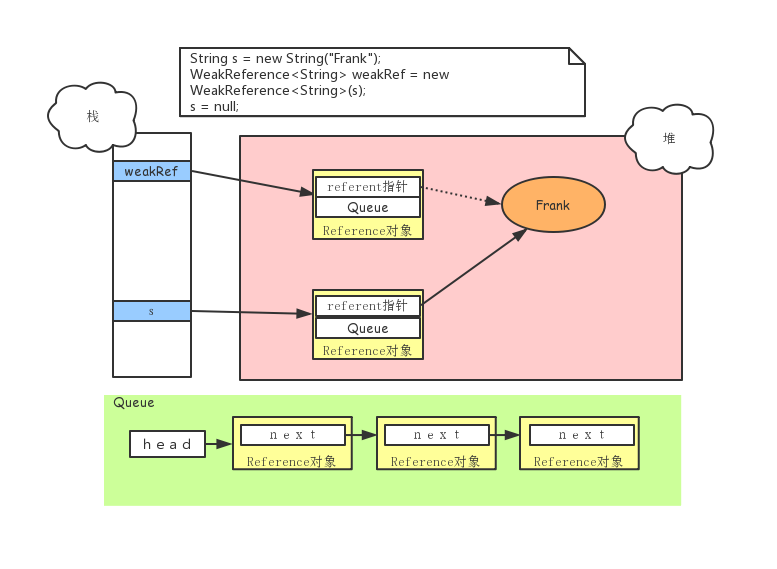 String s = new String("Frank");
WeakReference<String> weakRef = new
WeakReference<String>(s);
s = null;
栈
堆
weakRef
referent指针
Queue
Reference对象
Frank
s
referent指针
Queue
Reference对象
Queue
head
next
Reference对象
next
Reference对象
next
Reference对象